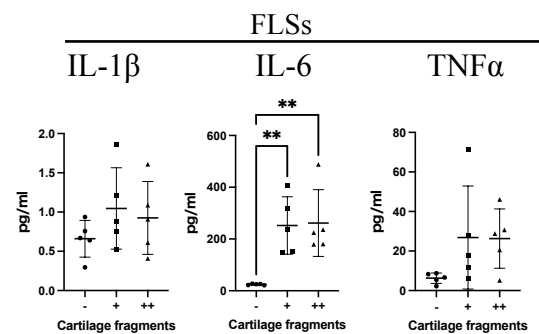 FLSs
IL-1β IL-6 TNFα
** 
**
2.0
1.5
1.0
0.5
0.0
pg/ml
- + ++
Cartilage fragments
600
400
200
0
pg/ml
- + ++
Cartilage fragments
80
60
40
20
0
pg/ml
- + ++
Cartilage fragments